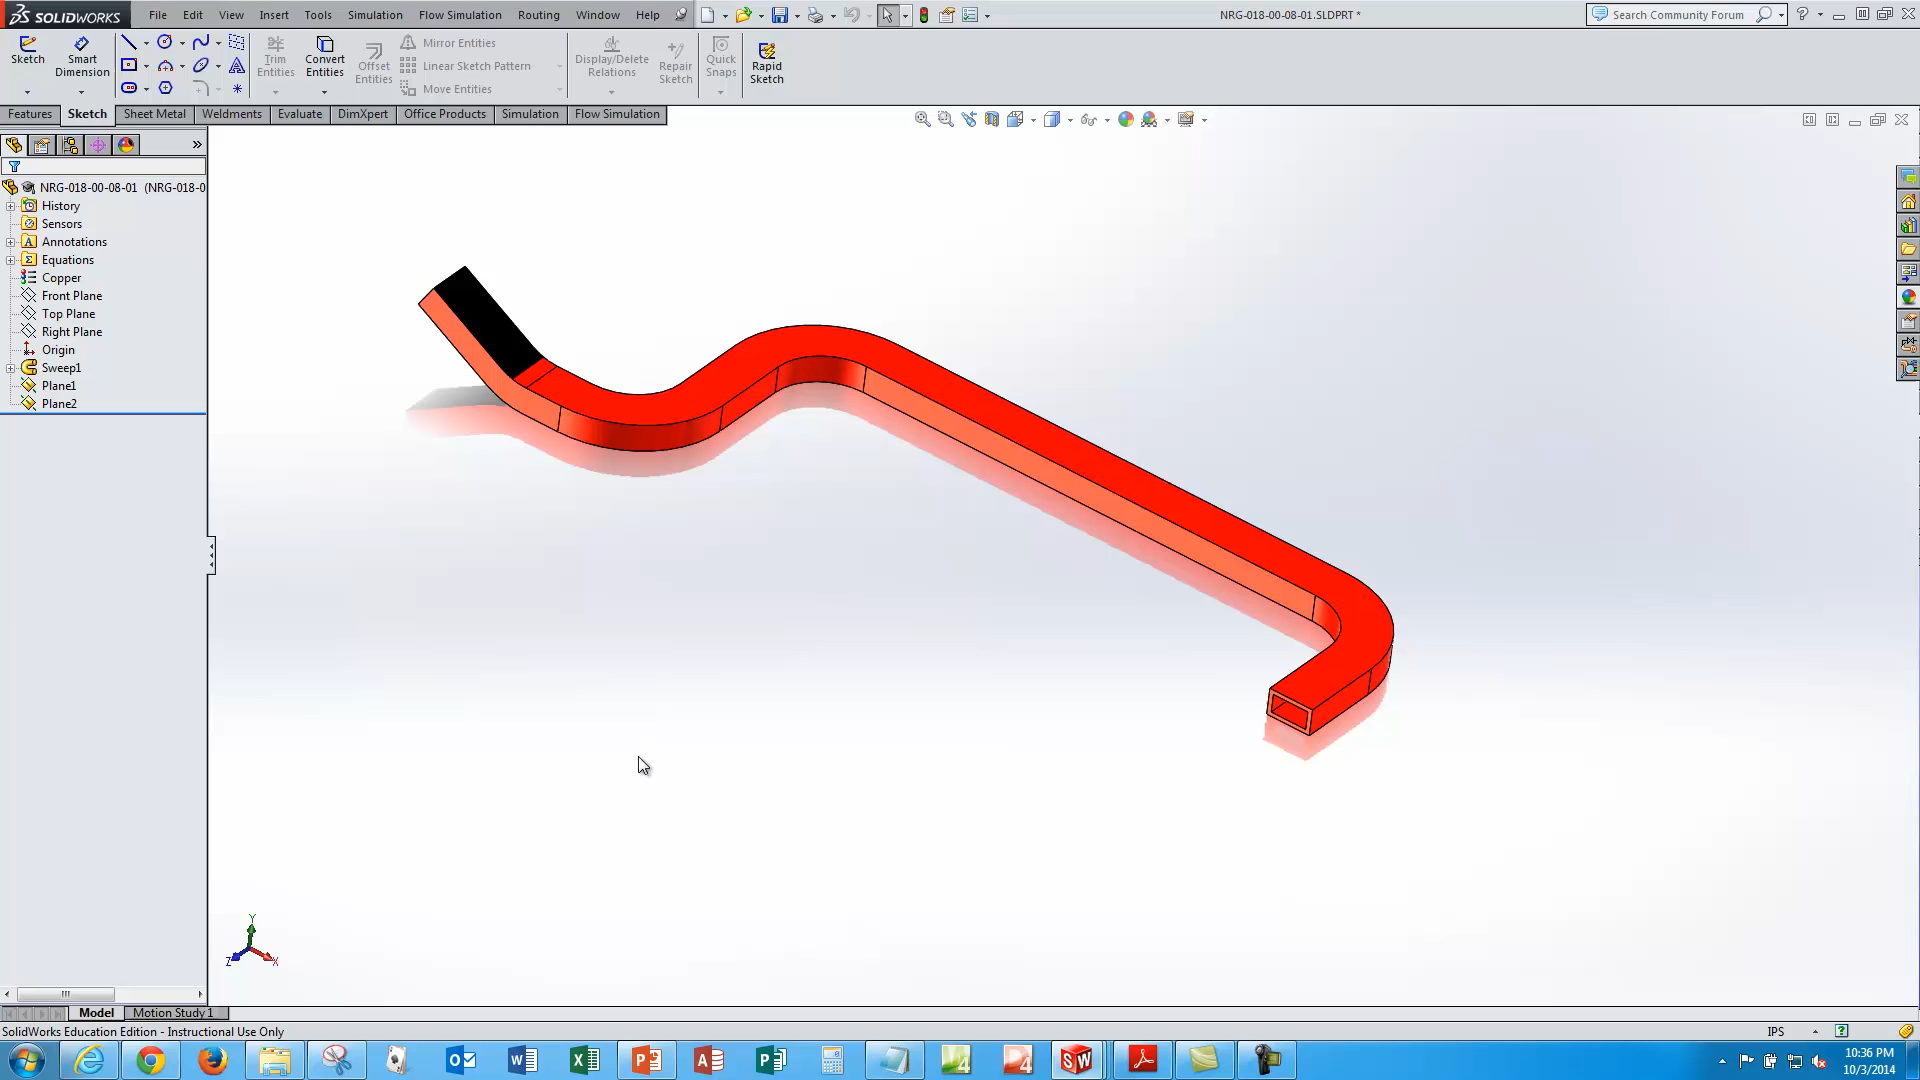 SOLIDWORKS File Edit View Insert Tools Simulation Flow Simulation Routing Window Help NRG-018-00-08-01.SLDPRT * Search Community Forum ?
Sketch Smart Dimension Trim Entities Convert Entities Offset Entities Mirror Entities Linear Sketch Pattern Move Entities Display/Delete Relations Repair Sketch Quick Snaps Rapid Sketch
Features Sketch Sheet Metal Weldments Evaluate DimXpert Office Products Simulation Flow Simulation
NRG-018-00-08-01 (NRG-018-0
History
Sensors
Annotations
Equations
Copper
Front Plane
Top Plane
Right Plane
Origin
Sweep1
Plane1
Plane2
Y
Z X
Model Motion Study 1
SolidWorks Education Edition - Instructional Use Only IPS
10:36 PM
10/3/2014